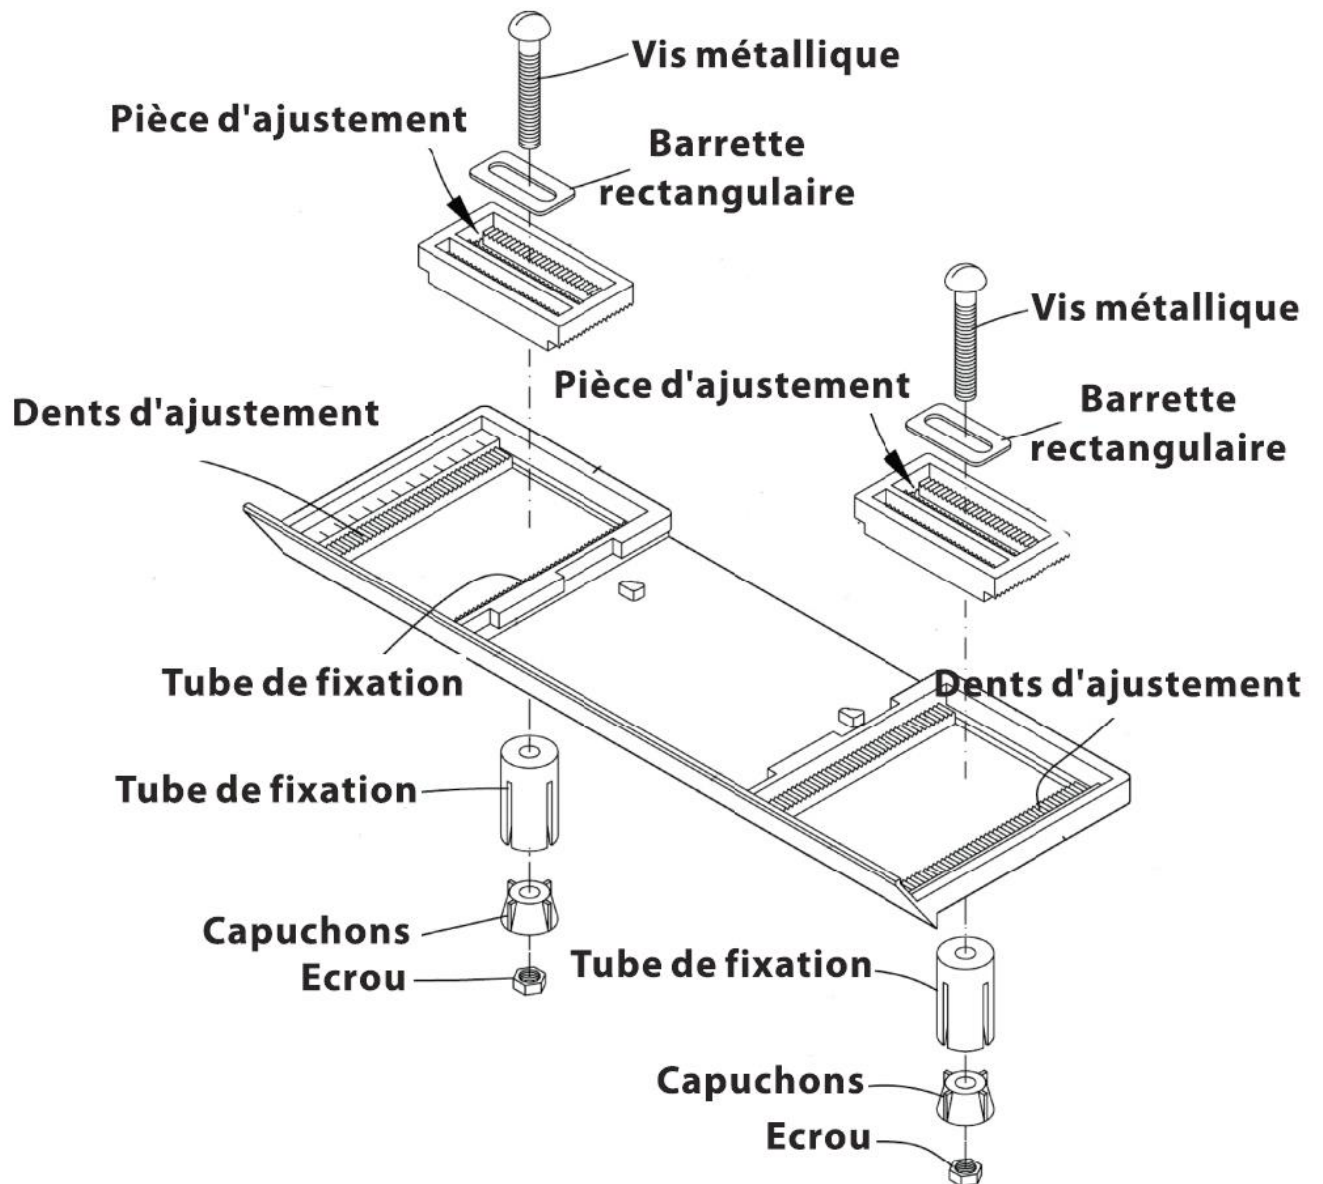 Vis métallique
Pièce d'ajustement
Barrette
rectangulaire
Vis métallique
Pièce d'ajustement
Barrette
rectangulaire
Dents d'ajustement
Tube de fixation
Dents d'ajustement
Tube de fixation
Capuchons
Ecrou
Tube de fixation
Capuchons
Ecrou